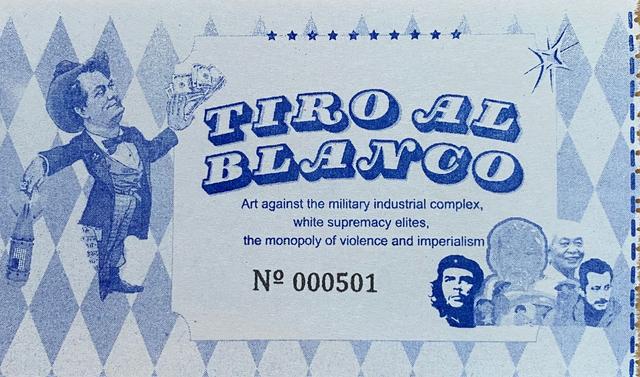 TIRO AL
BLANCO
Art against the military industrial complex,
white supremacy elites,
the monopoly of violence and imperialism
Nº 000501